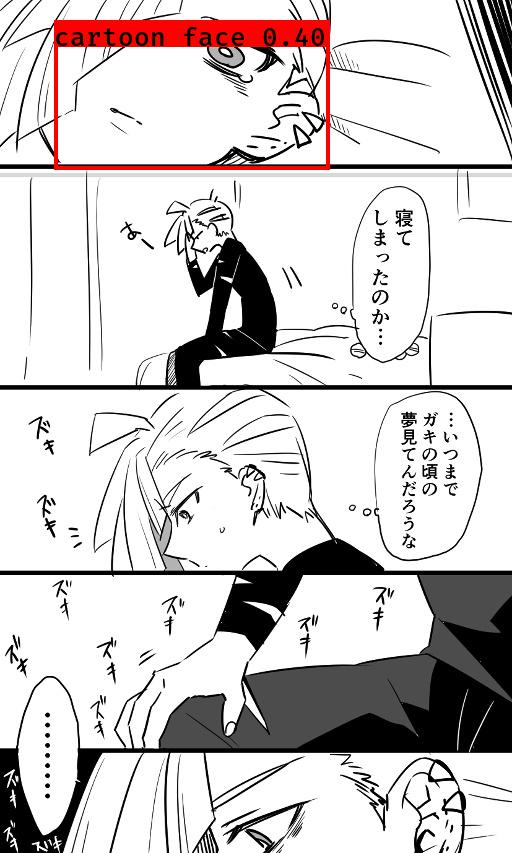 cartoon face 0.40
寝て
しまったのか…
あー
…いつまで
ガキの頃の
夢見てんだろうな
ズキ
ズキ
ズキ
ズキ
ズキ
ズキ
ズキ
ズキ
………
ズキ
ズキ
ズキ